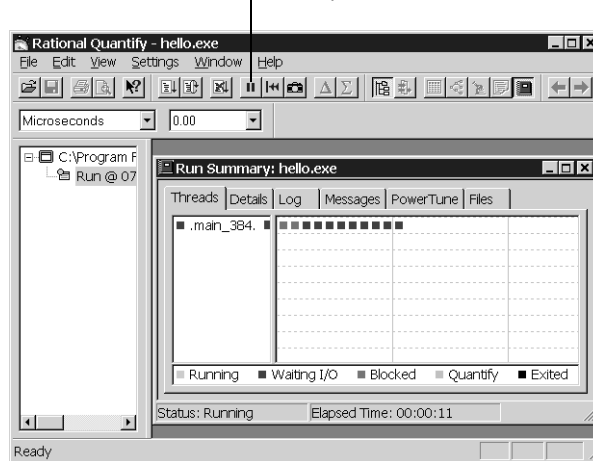 Rational Quantify - hello.exe
File Edit View Settings Window Help
Microseconds 0.00
C:\Program F
Run @ 07
Run Summary: hello.exe
Threads Details Log Messages PowerTune Files
.main_384.
Running Waiting I/O Blocked Quantify Exited
Status: Running Elapsed Time: 00:00:11
Ready